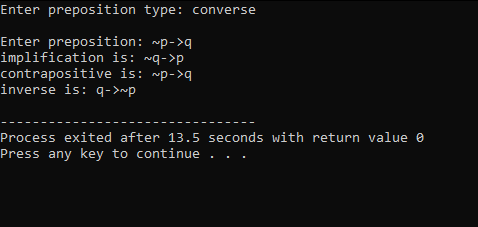 Enter preposition type: converse
Enter preposition: ~p->q
implification is: ~q->p
contrapositive is: ~p->q
inverse is: q->~p
--------------------------------
Process exited after 13.5 seconds with return value 0
Press any key to continue . . .